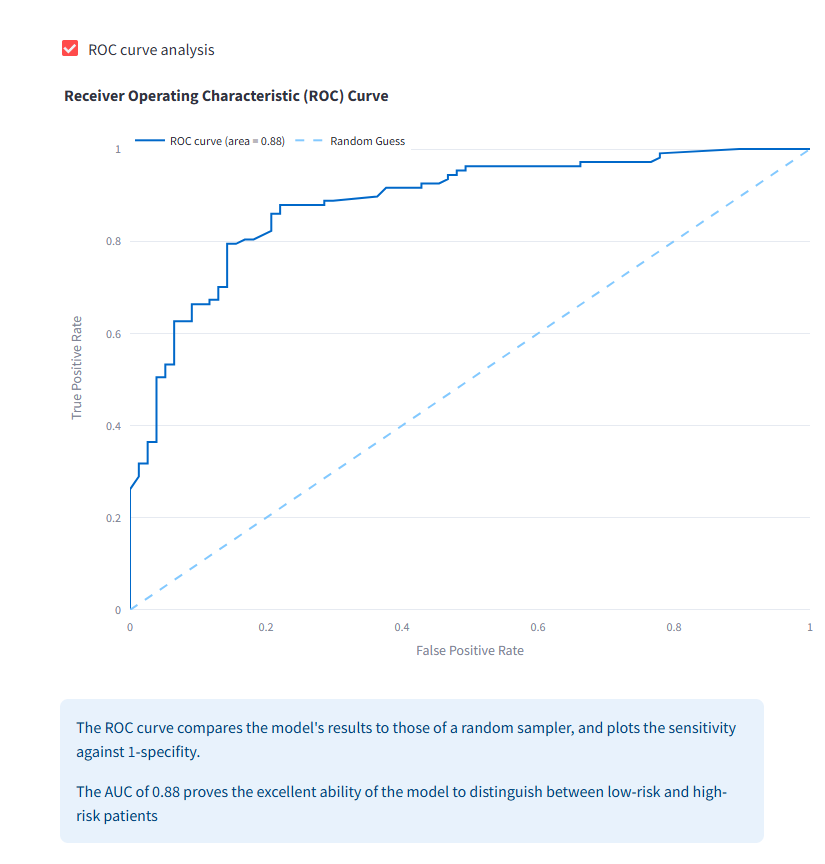 ROC curve analysis
Receiver Operating Characteristic (ROC) Curve
ROC curve (area = 0.88) Random Guess
1
0.8
0.6
0.4
0.2
0
True Positive Rate
0 0.2 0.4 0.6 0.8 1
False Positive Rate
The ROC curve compares the model's results to those of a random sampler, and plots the sensitivity
against 1-specifity.
The AUC of 0.88 proves the excellent ability of the model to distinguish between low-risk and high-
risk patients